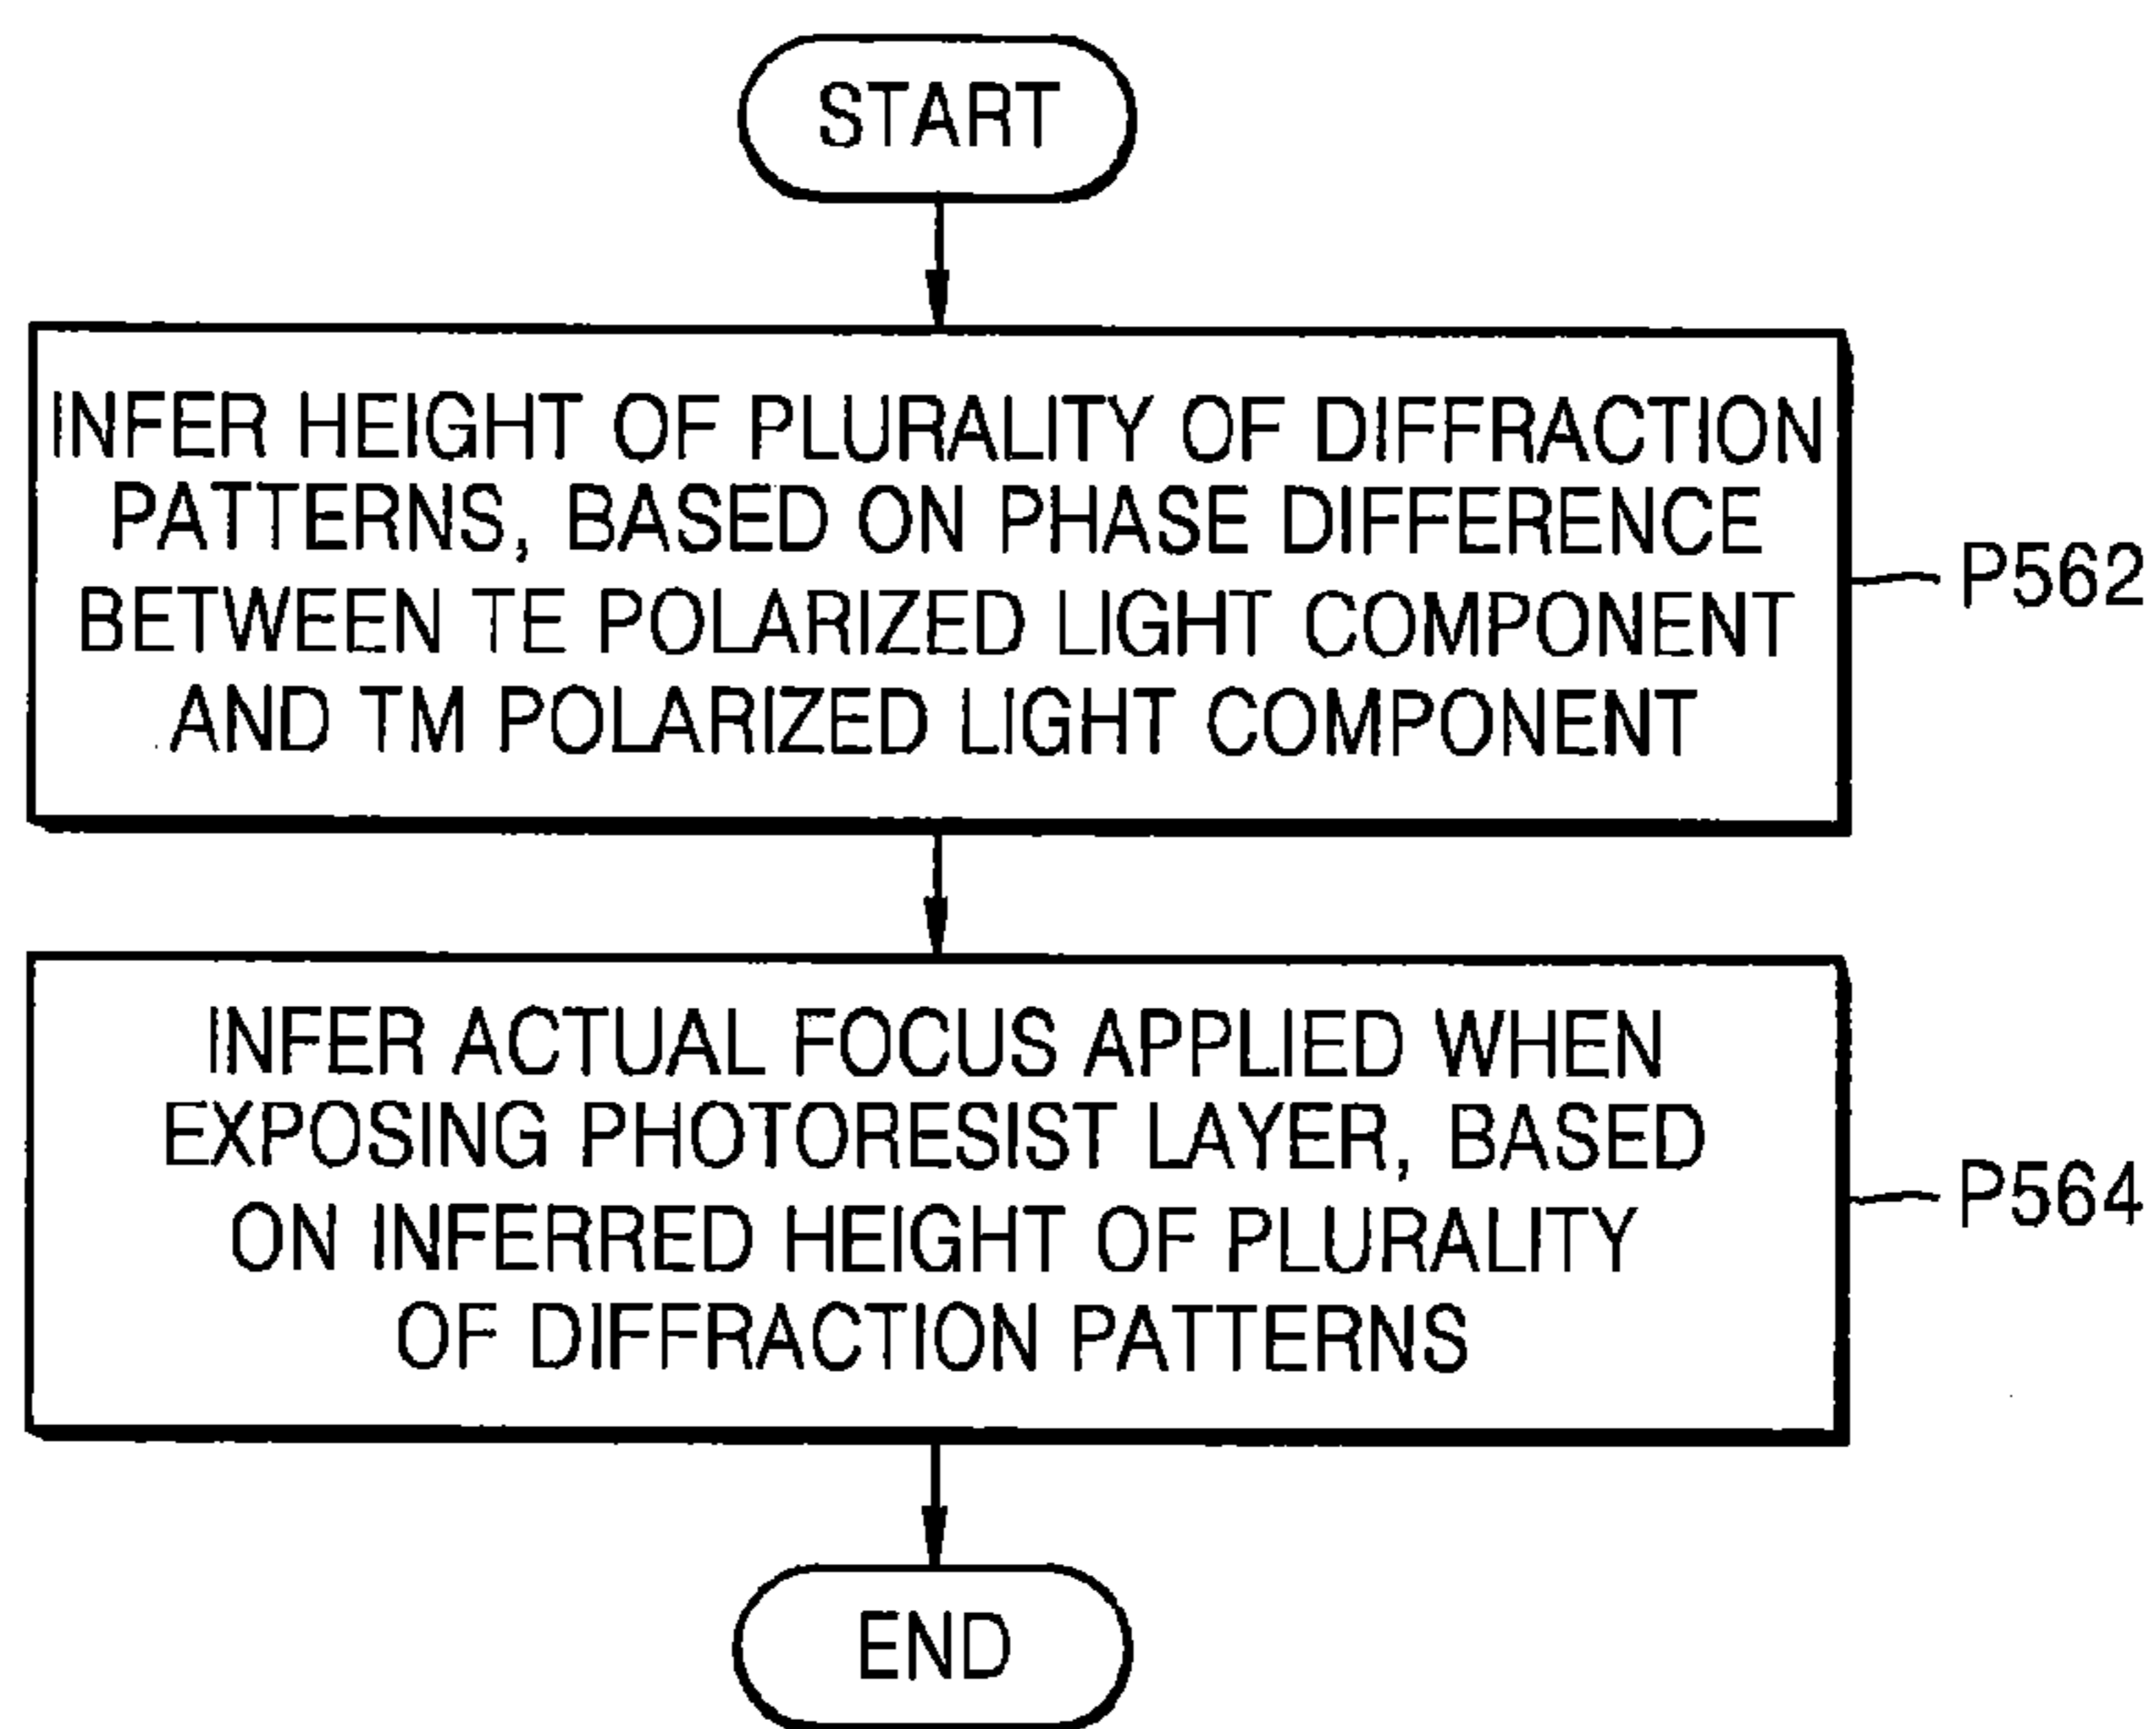 START
INFER HEIGHT OF PLURALITY OF DIFFRACTION
PATTERNS, BASED ON PHASE DIFFERENCE
BETWEEN TE POLARIZED LIGHT COMPONENT
AND TM POLARIZED LIGHT COMPONENT
P562
INFER ACTUAL FOCUS APPLIED WHEN
EXPOSING PHOTORESIST LAYER, BASED
ON INFERRED HEIGHT OF PLURALITY
OF DIFFRACTION PATTERNS
P564
END